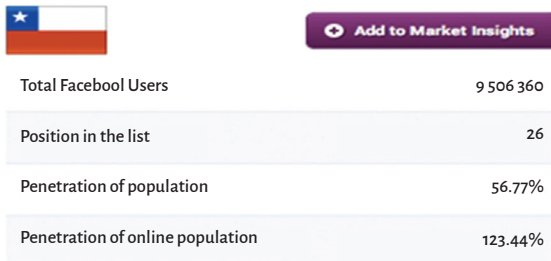 Add to Market Insights
Total Facebool Users 9 506 360
Position in the list 26
Penetration of population 56.77%
Penetration of online population 123.44%